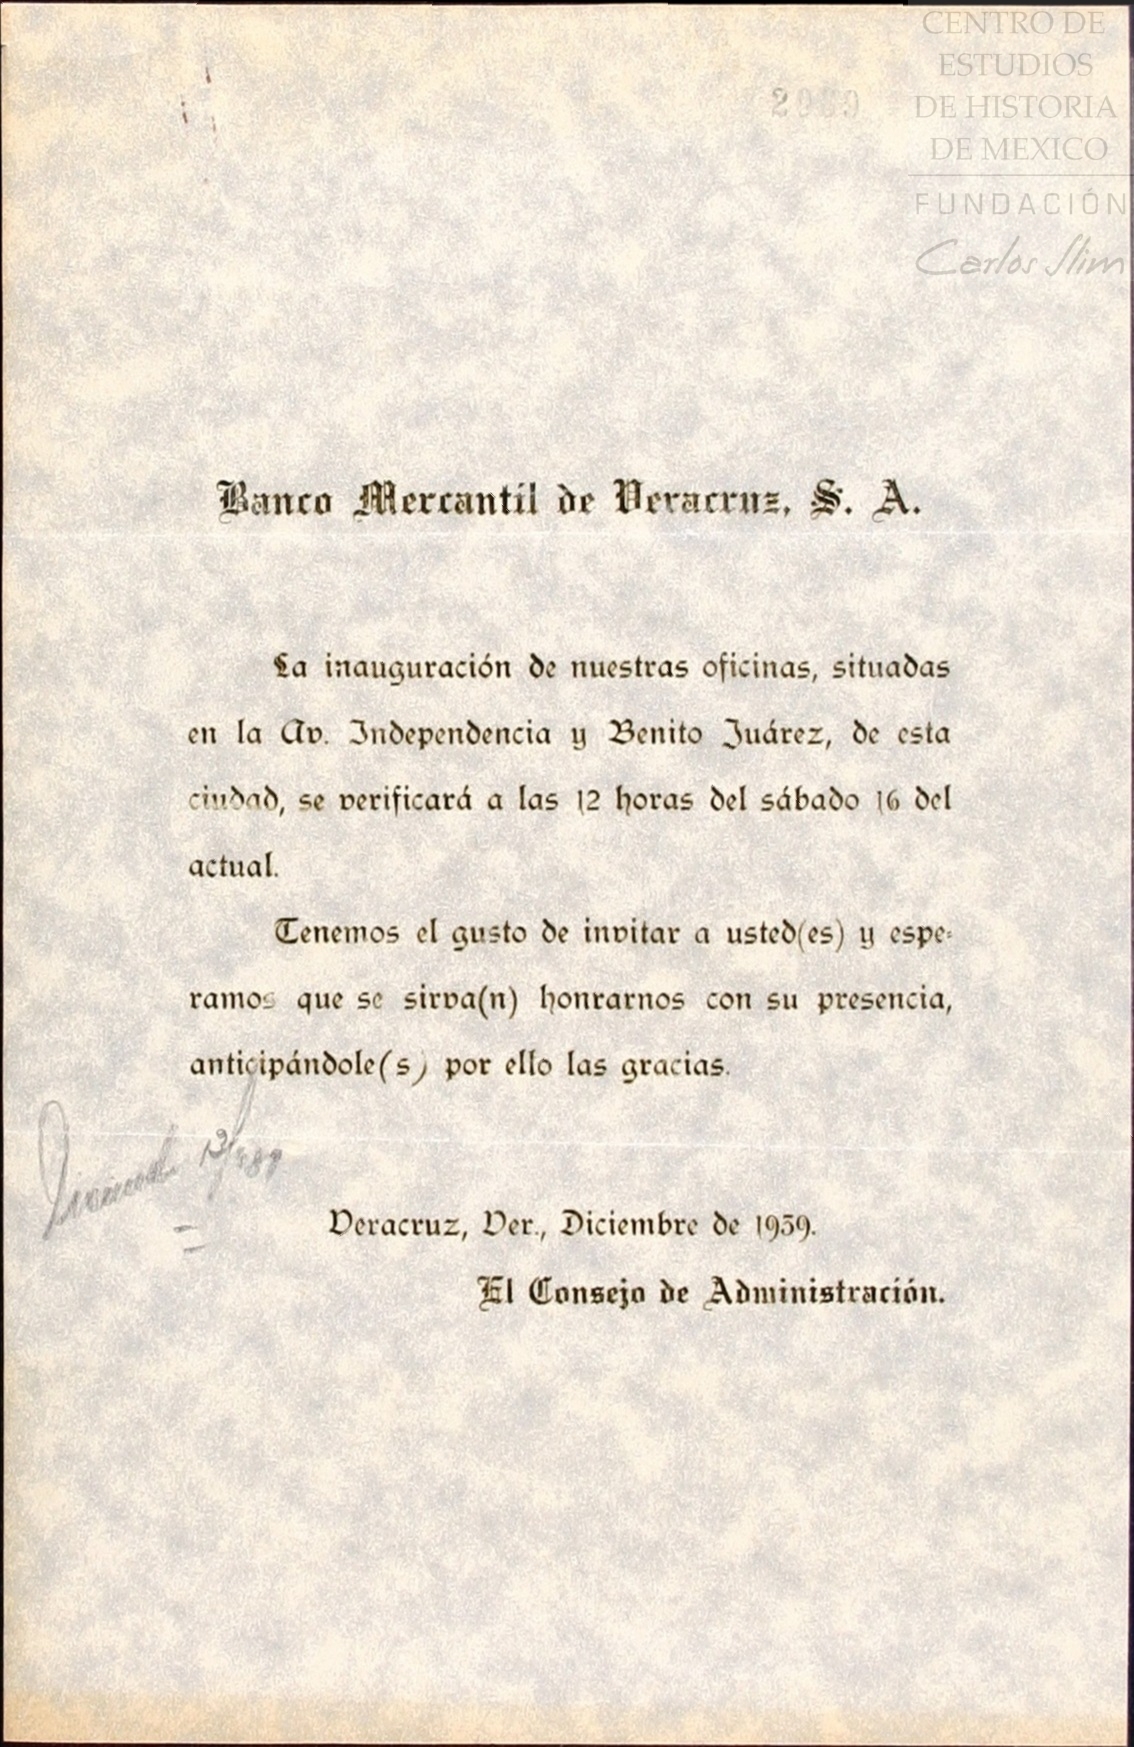 CENTRO DE
ESTUDIOS
DE HISTORIA
DE MEXICO
FUNDACIÓN
Carlos Slim
Banco Mercantil de Veracruz, S. A.
La inauguración de nuestras oficinas, situadas
en la Av. Independencia y Benito Juárez, de esta
ciudad, se verificará a las 12 horas del sábado 16 del
actual.
Tenemos el gusto de invitar a usted(es) y espe-
ramos que se sirva(n) honrarnos con su presencia,
anticipándole(s) por ello las gracias.
Veracruz, Ver., Diciembre de 1939.
El Consejo de Administración.